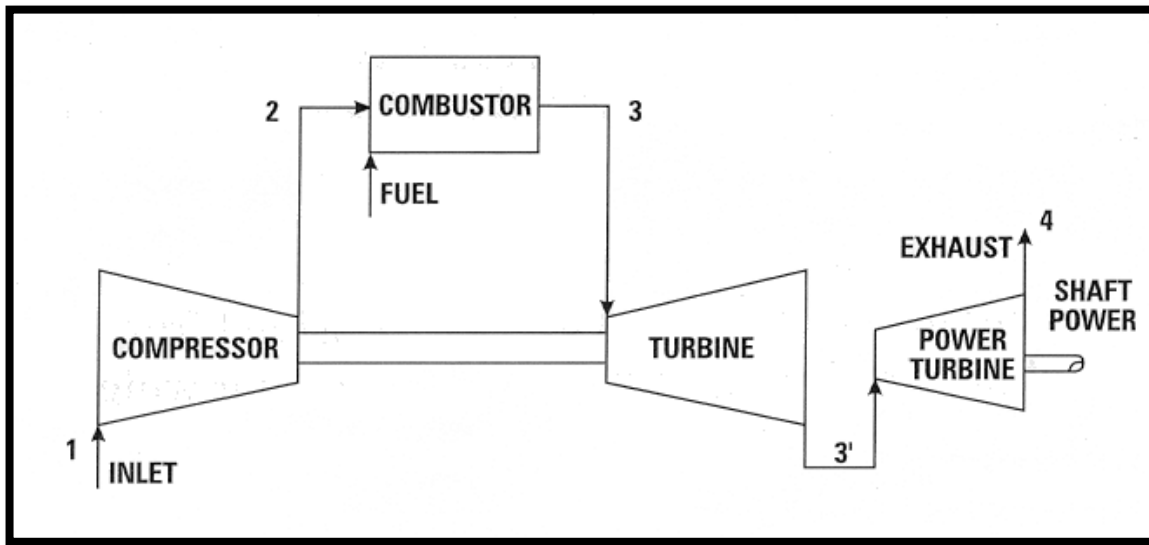 2
COMBUSTOR
3
FUEL
4
EXHAUST
SHAFT
POWER
COMPRESSOR
TURBINE
POWER
TURBINE
1
INLET
3'